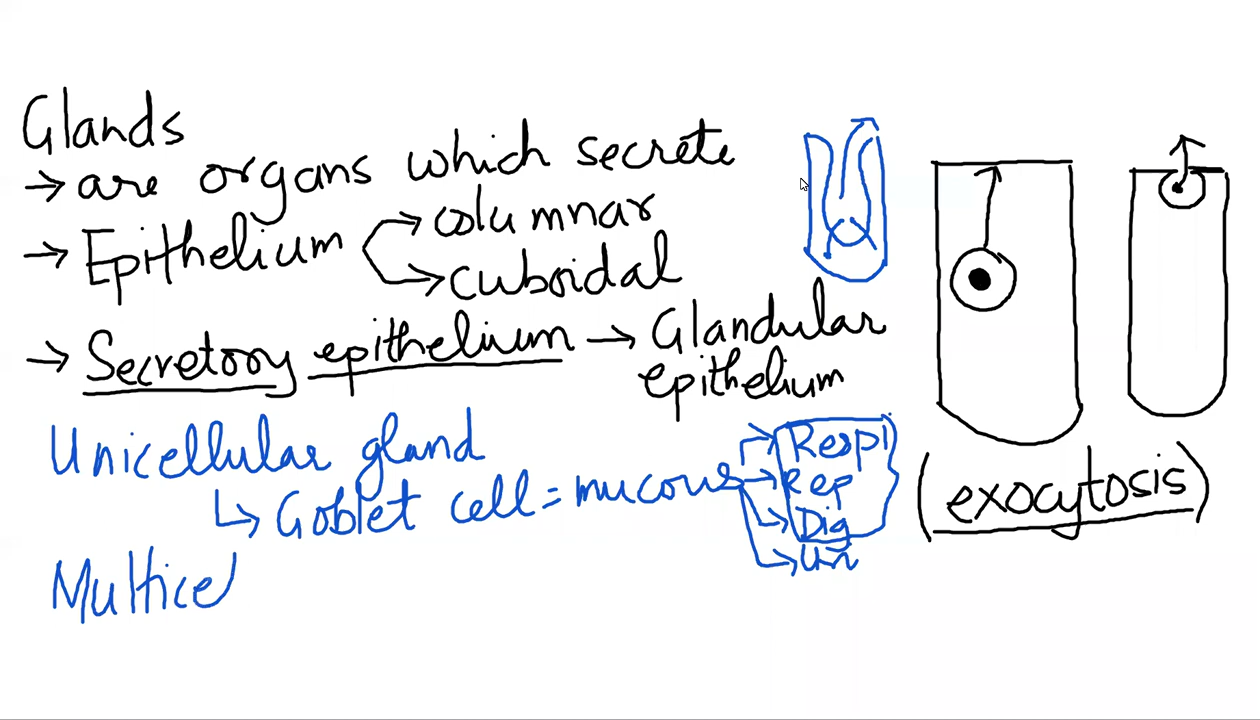 Glands
→ are organs which secrete
→ Epithelium → columnar
→ cuboidal
→ Secretory epithelium → Glandular
epithelium
Unicellular gland
↳ Goblet cell = mucous → Respi
→ Rep
→ Dig
→ Uri
Multicel
(exocytosis)